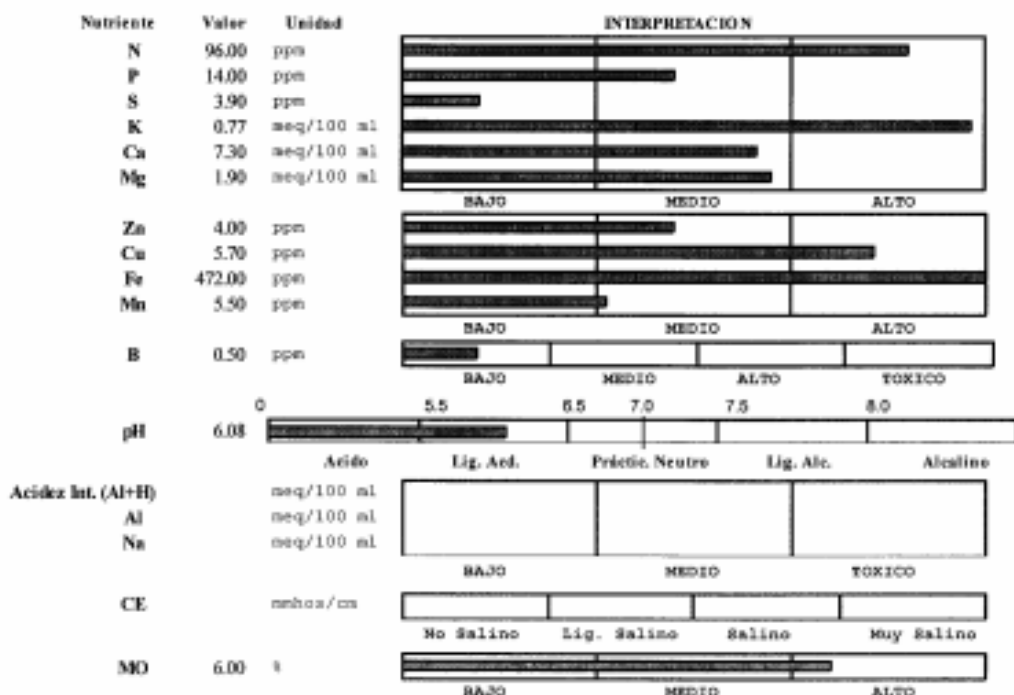 Nutriente Valor Unidad INTERPRETACION
N 96.00 ppm
P 14.00 ppm
S 3.90 ppm
K 0.77 meq/100 ml
Ca 7.30 meq/100 ml
Mg 1.90 meq/100 ml
BAJO MEDIO ALTO
Zn 4.00 ppm
Cu 5.70 ppm
Fe 472.00 ppm
Mn 5.50 ppm
BAJO MEDIO ALTO
B 0.50 ppm
BAJO MEDIO ALTO TOXICO
0 5.5 6.5 7.0 7.5 8.0
pH 6.08
Acido Lig. Acd. Práctic. Neutro Lig. Alc. Alcalino
Acidez Int. (Al+H) meq/100 ml
Al meq/100 ml
Na meq/100 ml
BAJO MEDIO TOXICO
CE mmhos/cm
No Salino Lig. Salino Salino Muy Salino
MO 6.00 %
BAJO MEDIO ALTO